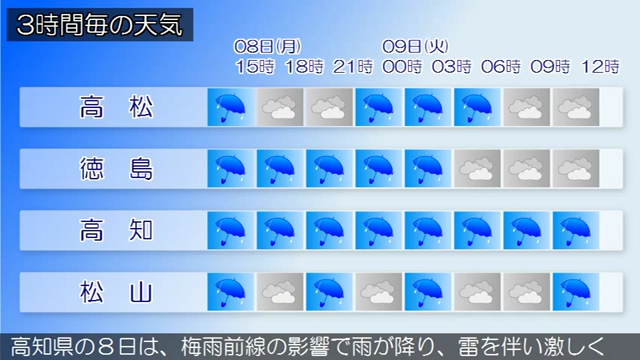 3時間毎の天気
08日(月) 09日(火)
15時 18時 21時 00時 03時 06時 09時 12時
高松
徳島
高知
松山
高知県の８日は、梅雨前線の影響で雨が降り、雷を伴い激しく